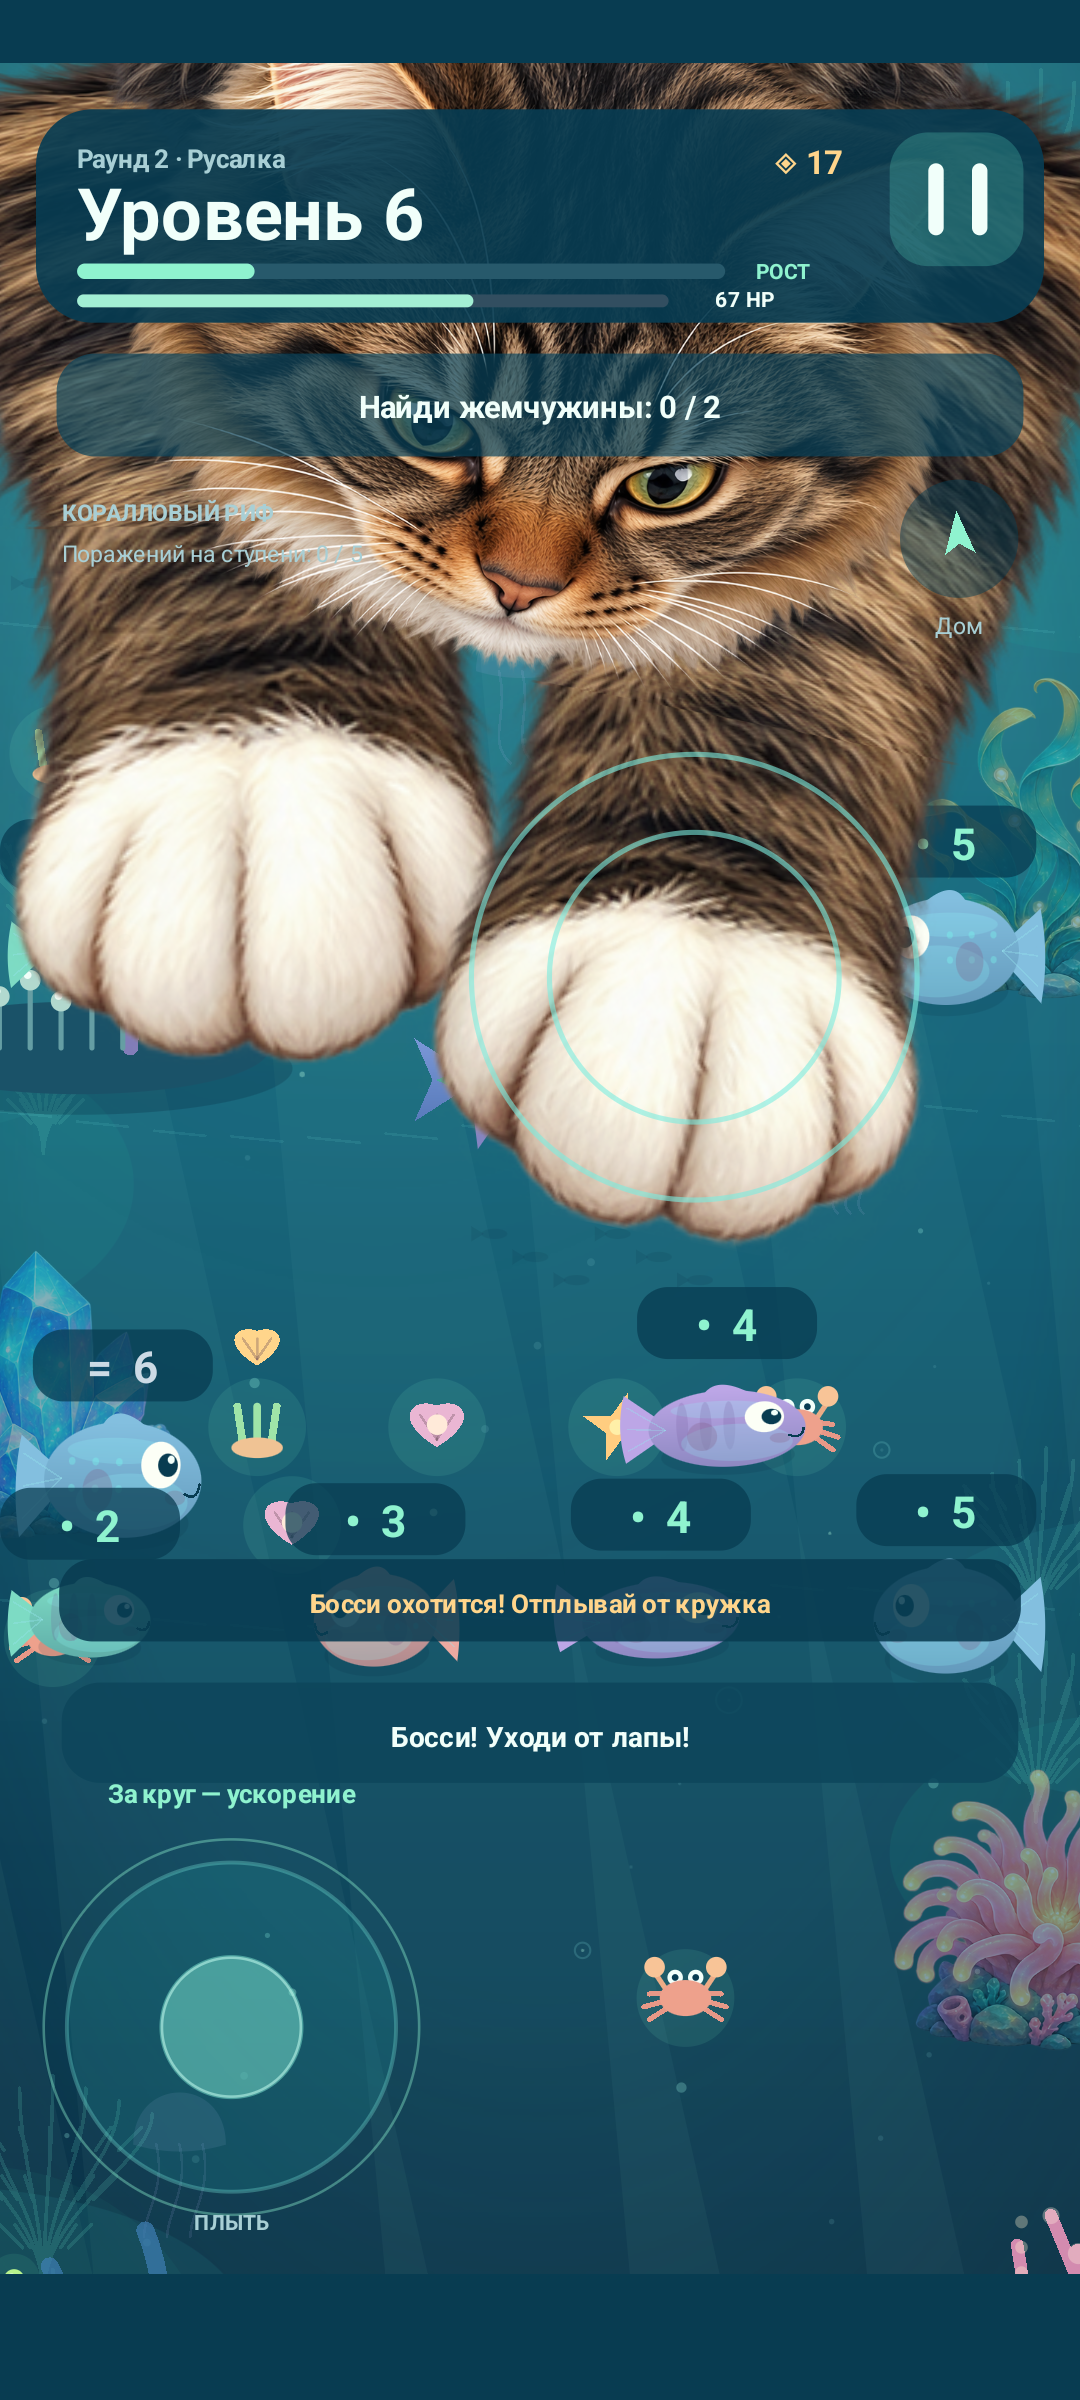 Раунд 2 · Русалка
17
Уровень 6
РОСТ
67 HP
Найди жемчужины: 0 / 2
КОРАЛЛОВЫЙ РИФ
Поражений на ступени: 0 / 3
Дом
• 5
• 4
= 6
• 2
• 3
• 4
• 5
Босси охотится! Отплывай от кружка
Босси! Уходи от лапы!
За круг — ускорение
ПЛЫТЬ